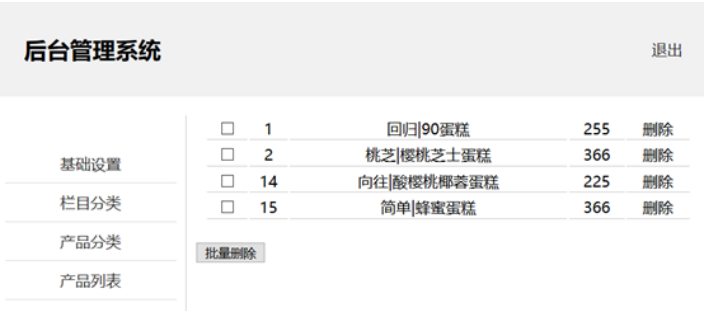 后台管理系统 退出
基础设置
栏目分类
产品分类
产品列表
1 回归|90蛋糕 255 删除
2 桃芝|樱桃芝士蛋糕 366 删除
14 向往|酸樱桃椰蓉蛋糕 225 删除
15 简单|蜂蜜蛋糕 366 删除
批量删除